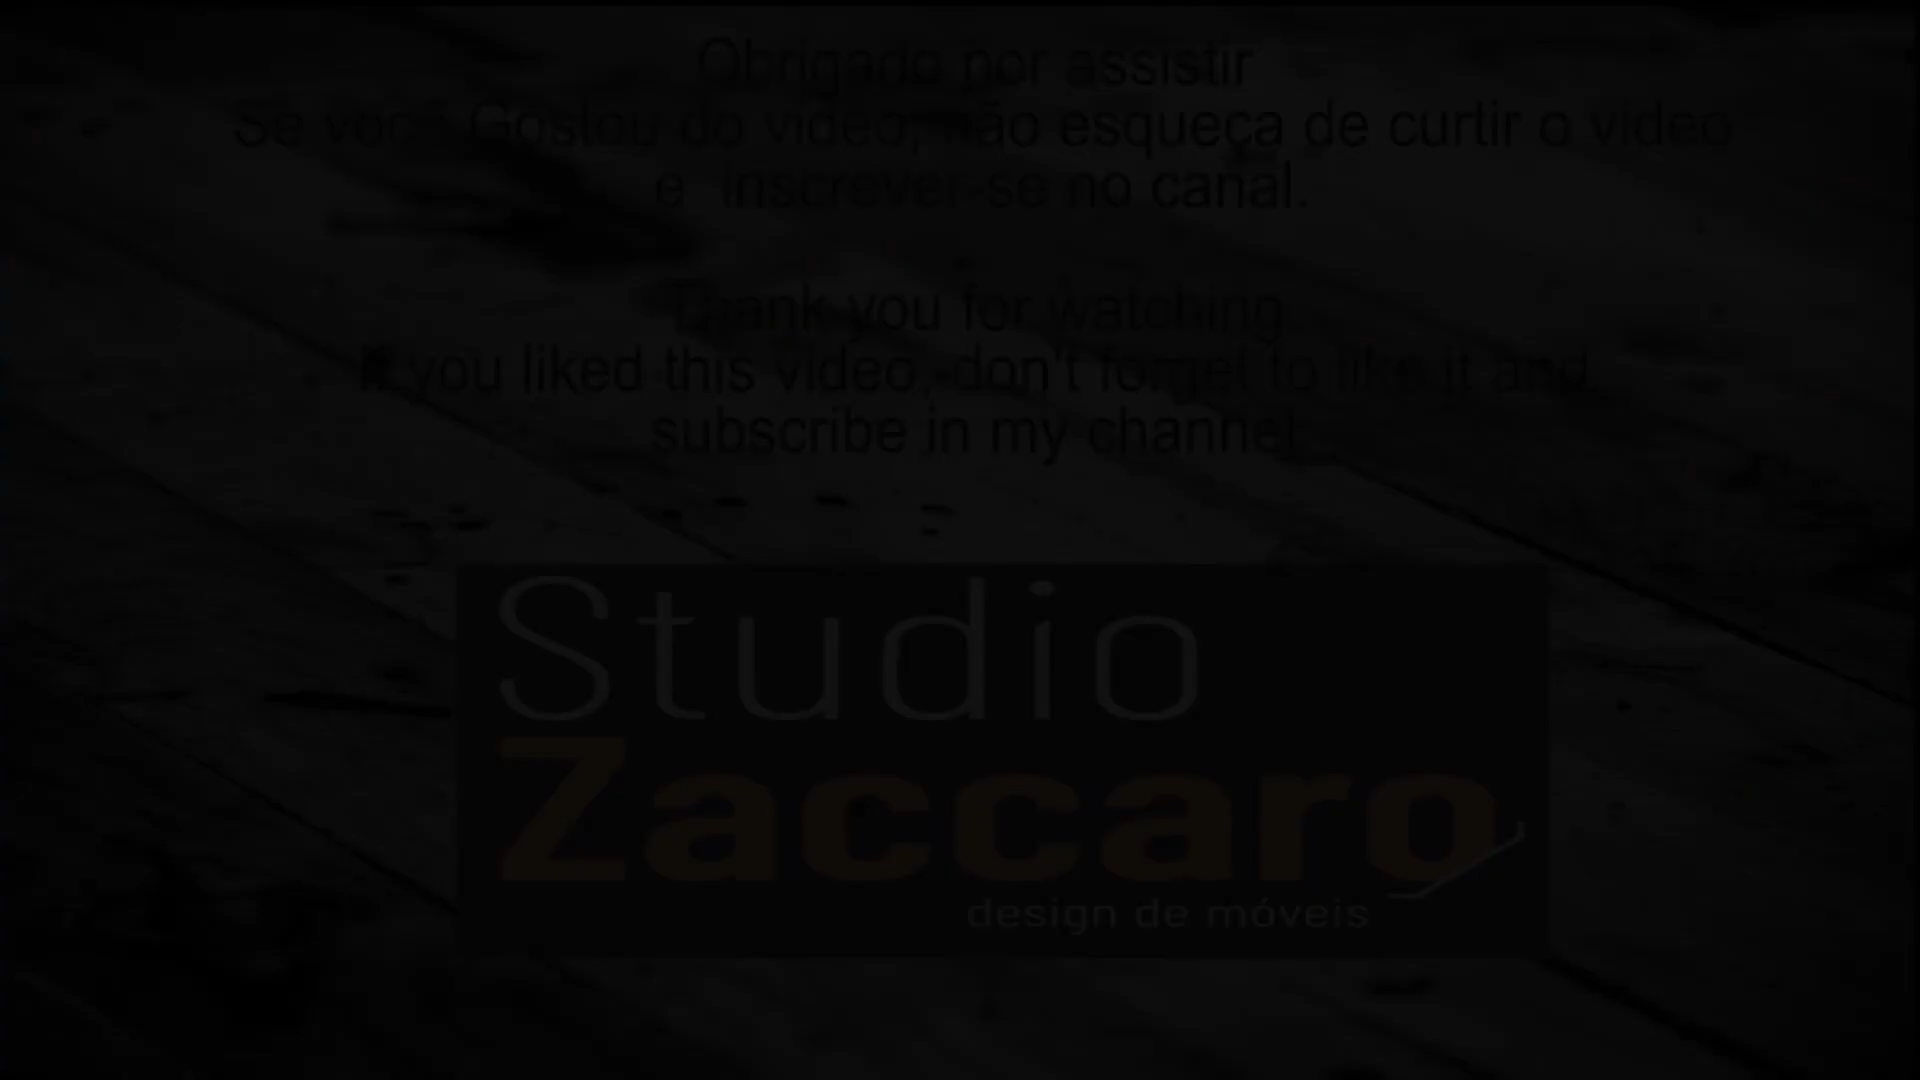 Obrigado por assistir
Se você Gostou do video, não esqueça de curtir o video
e inscrever-se no canal.
Thank you for watching.
If you liked this video, don't forget to like it and
subscribe in my channel.
Studio
Zaccaro
design de móveis